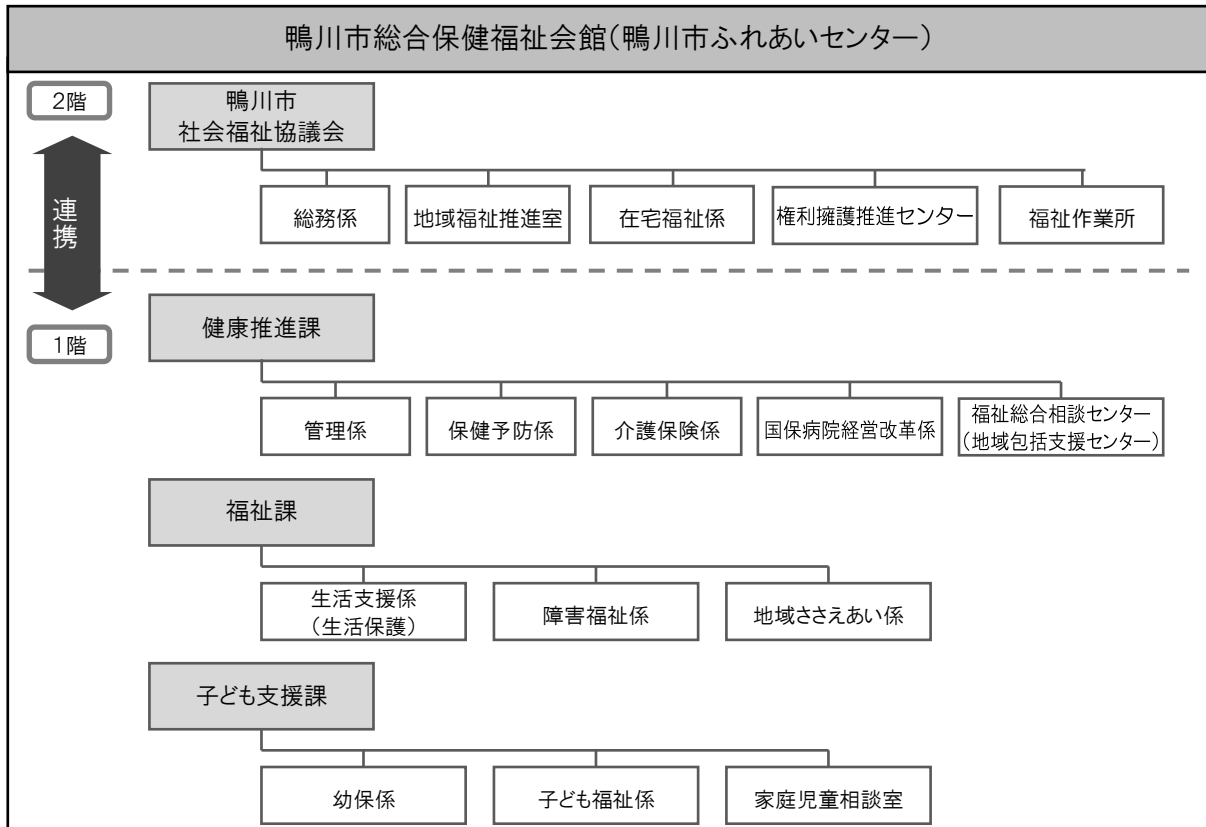 鴨川市総合保健福祉会館(鴨川市ふれあいセンター)
2階
鴨川市
社会福祉協議会
総務係
地域福祉推進室
在宅福祉係
権利擁護推進センター
福祉作業所
連携
1階
健康推進課
管理係
保健予防係
介護保険係
国保病院経営改革係
福祉総合相談センター
(地域包括支援センター)
福祉課
生活支援係
(生活保護)
障害福祉係
地域ささえあい係
子ども支援課
幼保係
子ども福祉係
家庭児童相談室